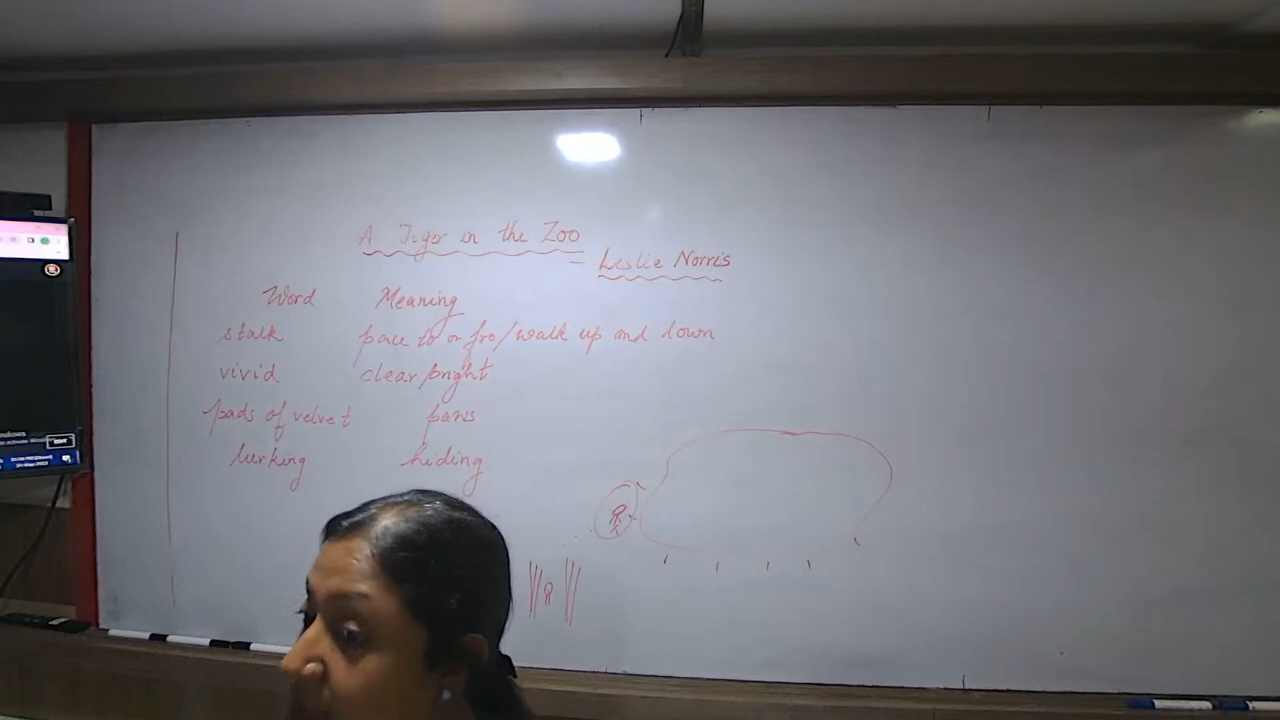 A Tiger in the Zoo
= Leslie Norris
Word Meaning
stalk pace to or fro/walk up and down
vivid clear/bright
pads of velvet paws
lurking hiding